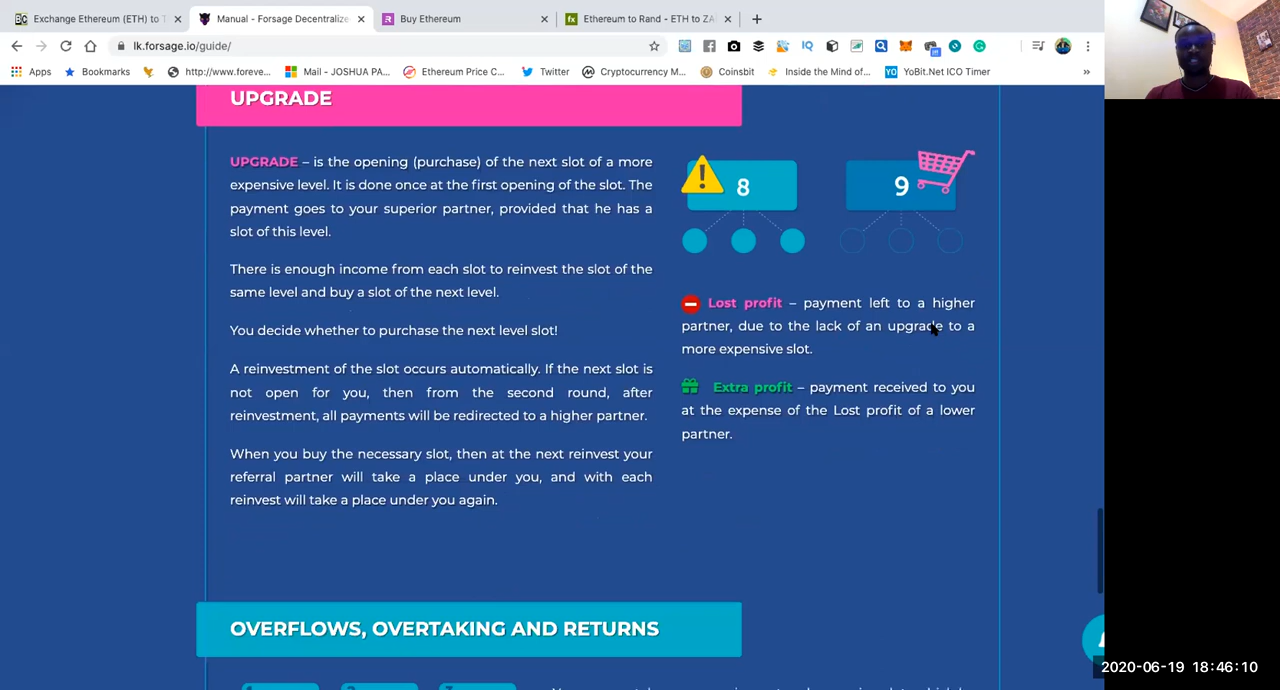 Exchange Ethereum (ETH) to T
Manual - Forsage Decentralize
Buy Ethereum
Ethereum to Rand - ETH to ZA
lk.forsage.io/guide/
Apps
Bookmarks
http://www.foreve...
Mail - JOSHUA PA...
Ethereum Price C...
Twitter
Cryptocurrency M...
Coinsbit
Inside the Mind of...
YoBit.Net ICO Timer
UPGRADE
UPGRADE – is the opening (purchase) of the next slot of a more
expensive level. It is done once at the first opening of the slot. The
payment goes to your superior partner, provided that he has a
slot of this level.
There is enough income from each slot to reinvest the slot of the
same level and buy a slot of the next level.
You decide whether to purchase the next level slot!
A reinvestment of the slot occurs automatically. If the next slot is
not open for you, then from the second round, after
reinvestment, all payments will be redirected to a higher partner.
When you buy the necessary slot, then at the next reinvest your
referral partner will take a place under you, and with each
reinvest will take a place under you again.
8
9
Lost profit – payment left to a higher
partner, due to the lack of an upgrade to a
more expensive slot.
Extra profit – payment received to you
at the expense of the Lost profit of a lower
partner.
OVERFLOWS, OVERTAKING AND RETURNS
2020-06-19 18:46:10